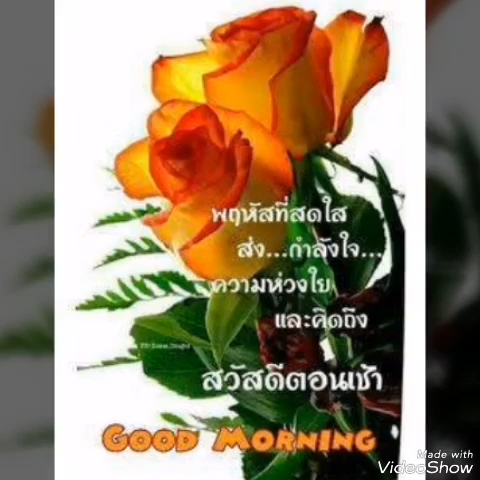 พฤหัสที่สดใส
ส่ง...กำลังใจ...
ความห่วงใย
และคิดถึง
สวัสดีตอนเช้า
GOOD MORNING
Made with
VideoShow